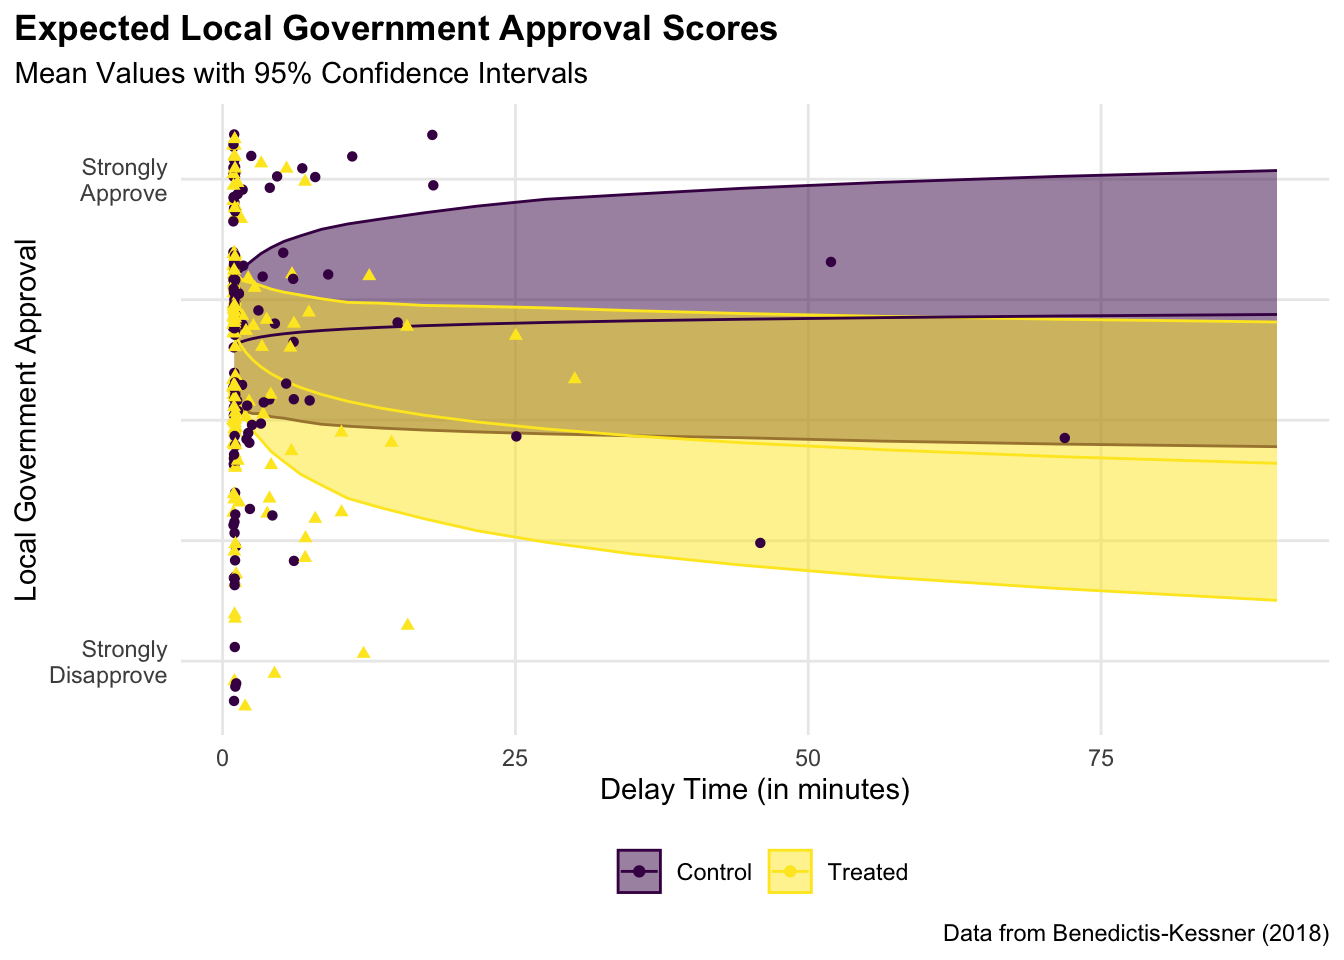 Expected Local Government Approval Scores
Mean Values with 95% Confidence Intervals
Strongly
Approve
Local Government Approval
Strongly
Disapprove
0 25 50 75
Delay Time (in minutes)
Control Treated
Data from Benedictis-Kessner (2018)